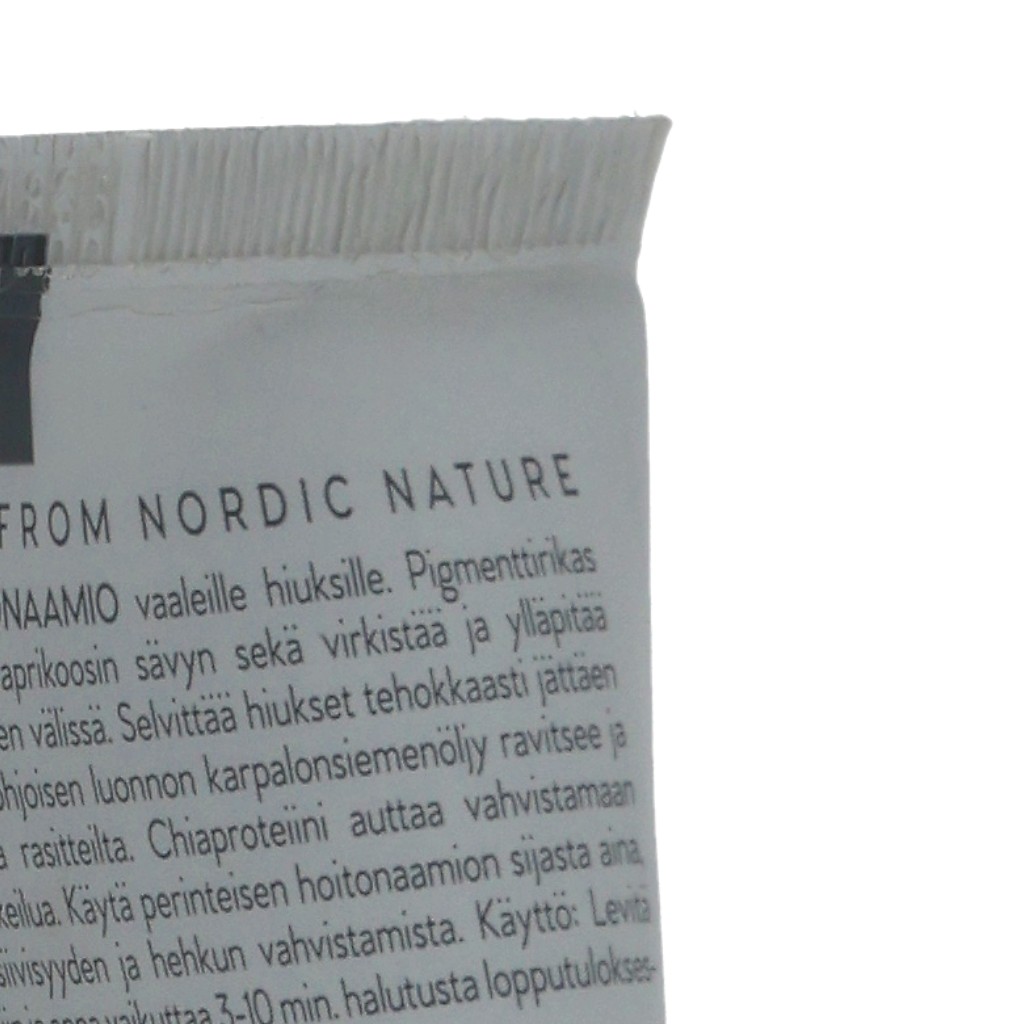 FROM NORDIC NATURE
NAAMIO vaaleille hiuksille. Pigmenttirikas
aprikoosin sävyn sekä virkistää ja ylläpitää
en välissä. Selvittää hiukset tehokkaasti jättäen
ohjoisen luonnon karpalonsiemenöljy ravitsee ja
a rasitteilta. Chiaproteiini auttaa vahvistamaan
keilua. Käytä perinteisen hoitonaamion sijasta aina,
siivisyyden ja hehkun vahvistamista. Käyttö: Levitä
vaikuttaa 3-10 min. halutusta lopputulokses-